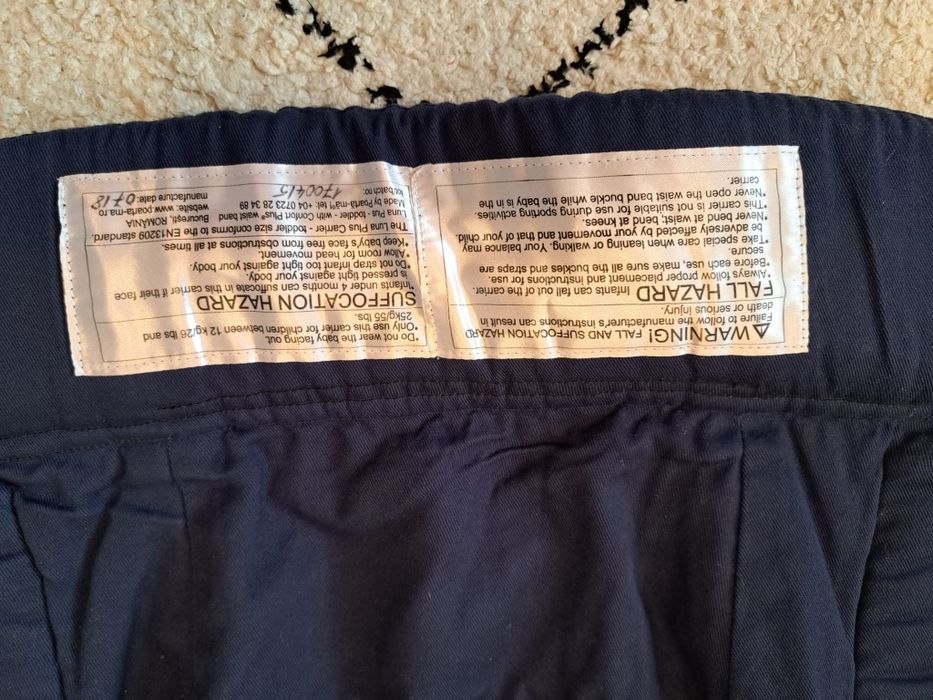 ⚠WARNING! FALL AND SUFFOCATION HAZARD
Failure to follow the manufacturer's instructions can result in
death or serious injury.
FALL HAZARD Infants can fall out of the carrier.
*Always follow proper placement and instructions for use.
*Before each use, make sure all the buckles and straps are
secure.
*Take special care when leaning or walking. Your balance may
be adversely affected by your movement and that of your child.
*Never bend at waist; bend at knees.
*This carrier is not suitable for use during sporting activities.
*Never open the waist band buckle while the baby is in the
carrier.
*Do not wear the baby facing out.
*Only use this carrier for children between 12 kg/26 lbs and
25kg/55 lbs.
SUFFOCATION HAZARD
*Infants under 4 months can suffocate in this carrier if their face
is pressed tight against your body.
*Do not strap infant too tight against your body.
*Allow room for head movement.
*Keep baby's face free from obstructions at all times.
The Luna Plus Carrier - toddler size conforms to the EN13209 standard.
Luna Plus toddler - with Comfort Plus® waist band București, ROMÂNIA
Made by marsupi-marta®, tel.: +04 0723 32 34 89 website: www.poarta-ma.ro
lot/batch no: 17004/5 manufacture date: 07.18